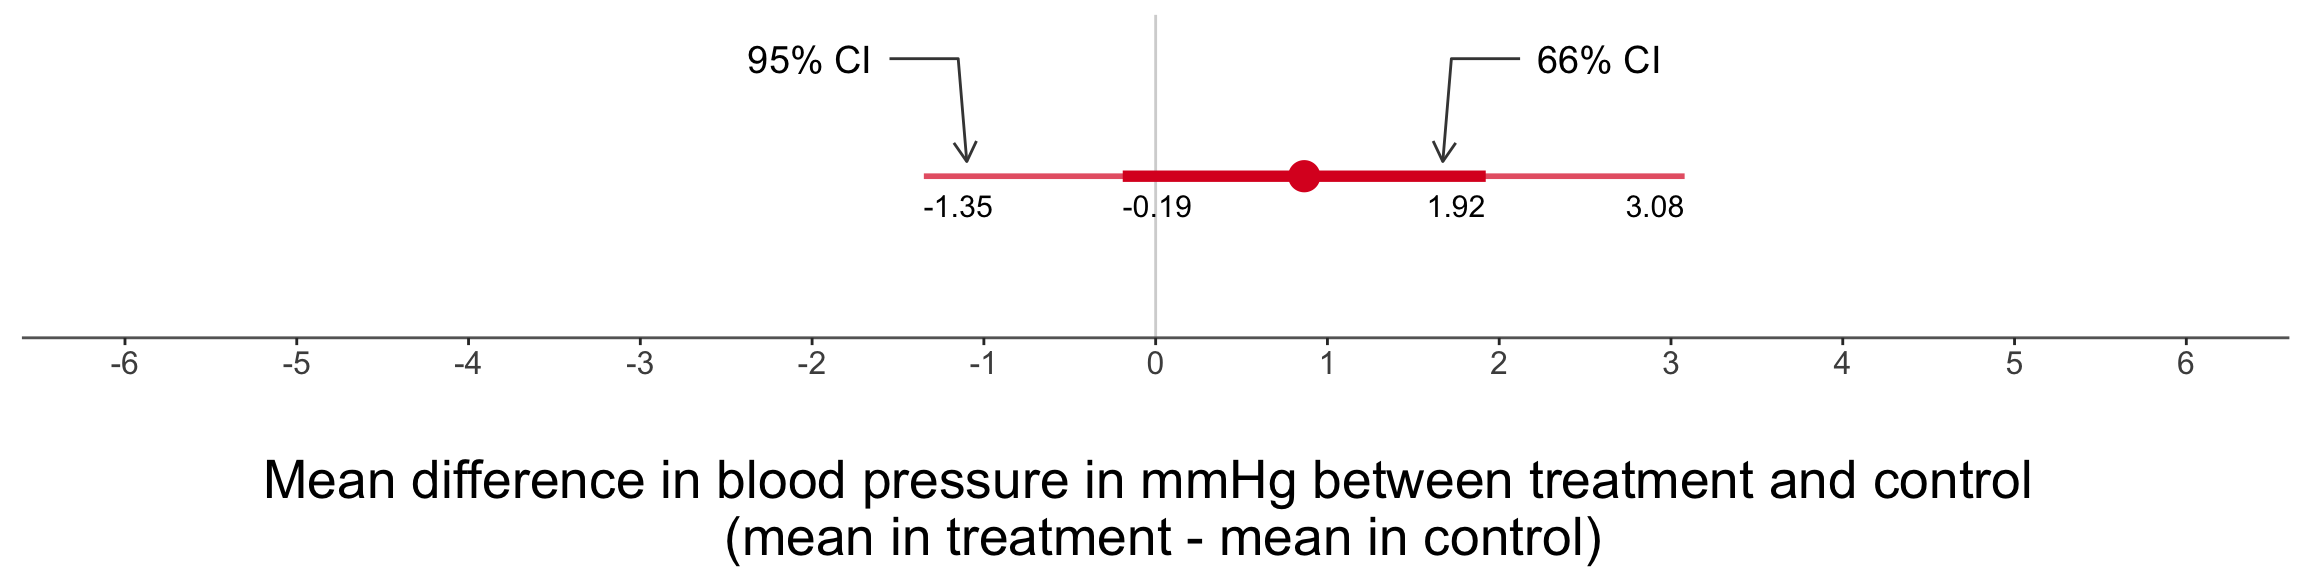 95% CI
66% CI
-1.35 -0.19 1.92 3.08
-6 -5 -4 -3 -2 -1 0 1 2 3 4 5 6
Mean difference in blood pressure in mmHg between treatment and control
(mean in treatment - mean in control)